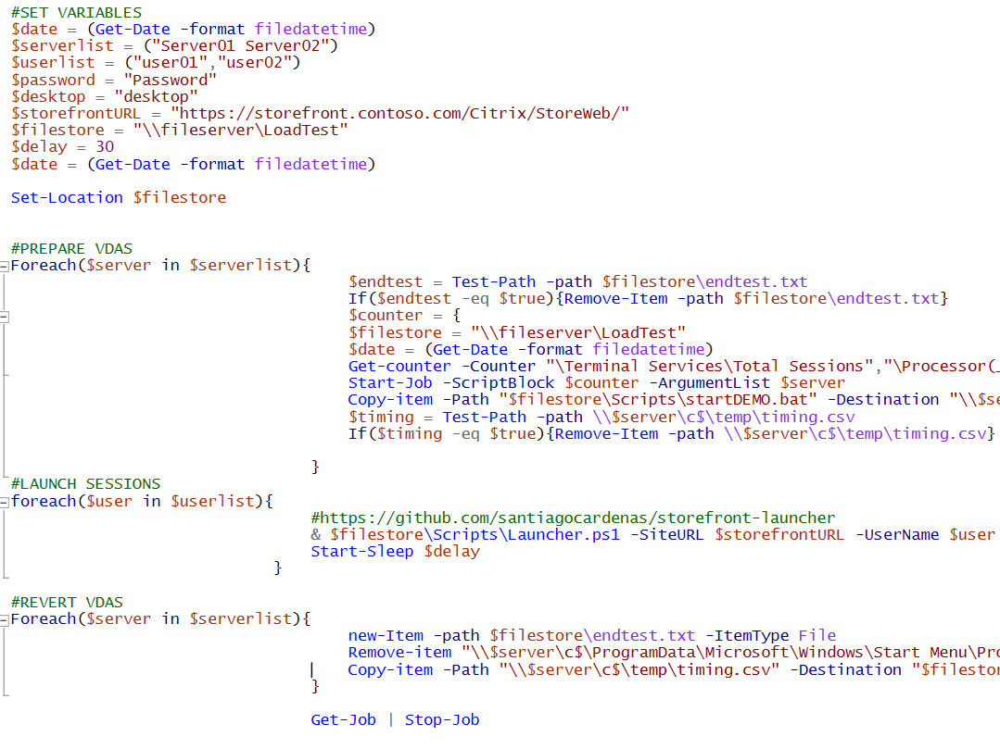 #SET VARIABLES
$date = (Get-Date -format filedatetime)
$serverlist = ("Server01 Server02")
$userlist = ("user01","user02")
$password = "Password"
$desktop = "desktop"
$storefrontURL = "https://storefront.contoso.com/Citrix/StoreWeb/"
$filestore = "\\fileserver\LoadTest"
$delay = 30
$date = (Get-Date -format filedatetime)
Set-Location $filestore
#PREPARE VDAS
Foreach($server in $serverlist){
$endtest = Test-Path -path $filestore\endtest.txt
If($endtest -eq $true){Remove-Item -path $filestore\endtest.txt}
$counter = {
$filestore = "\\fileserver\LoadTest"
$date = (Get-Date -format filedatetime)
Get-counter -Counter "\Terminal Services\Total Sessions","\Processor(_
Start-Job -ScriptBlock $counter -ArgumentList $server
Copy-item -Path "$filestore\Scripts\startDEMO.bat" -Destination "\\$se
$timing = Test-Path -path \\$server\c$\temp\timing.csv
If($timing -eq $true){Remove-Item -path \\$server\c$\temp\timing.csv}
}
#LAUNCH SESSIONS
foreach($user in $userlist){
#https://github.com/santiagocardenas/storefront-launcher
& $filestore\Scripts\Launcher.ps1 -SiteURL $storefrontURL -UserName $user
Start-Sleep $delay
}
#REVERT VDAS
Foreach($server in $serverlist){
new-Item -path $filestore\endtest.txt -ItemType File
Remove-item "\\$server\c$\ProgramData\Microsoft\Windows\Start Menu\Pro
Copy-item -Path "\\$server\c$\temp\timing.csv" -Destination "$filestor
}
Get-Job | Stop-Job